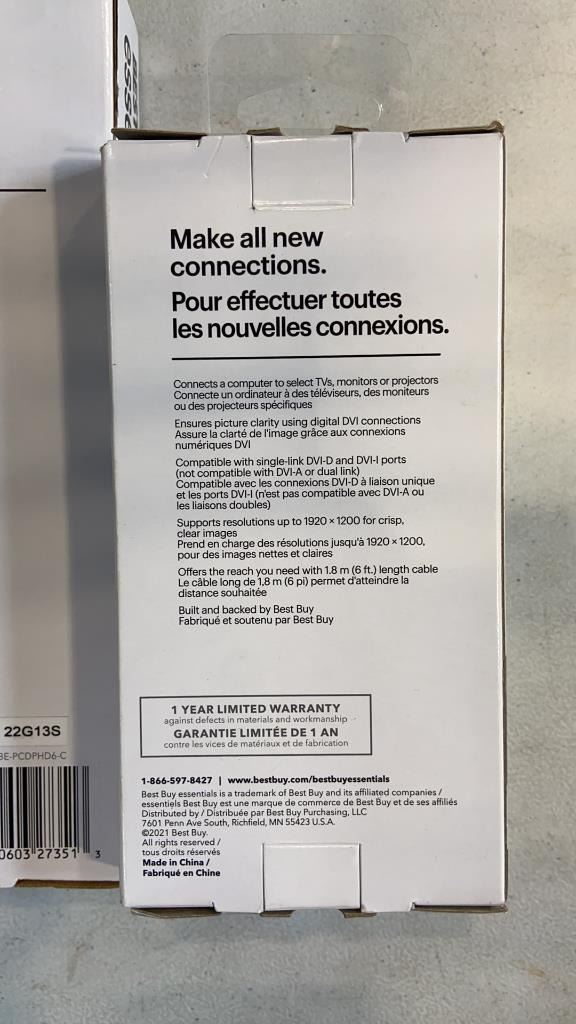 Make all new
connections.
Pour effectuer toutes
les nouvelles connexions.
Connects a computer to select TVs, monitors or projectors
Connecte un ordinateur à des téléviseurs, des moniteurs
ou des projecteurs spécifiques
Ensures picture clarity using digital DVI connections
Assure la clarté de l'image grâce aux connexions
numériques DVI
Compatible with single-link DVI-D and DVI-I ports
(not compatible with DVI-A or dual link)
Compatible avec les connexions DVI-D à liaison unique
et les ports DVI-I (n'est pas compatible avec DVI-A ou
les liaisons doubles)
Supports resolutions up to 1920 × 1200 for crisp,
clear images
Prend en charge des résolutions jusqu'à 1920 × 1200,
pour des images nettes et claires
Offers the reach you need with 1.8 m (6 ft.) length cable
Le câble long de 1,8 m (6 pi) permet d'atteindre la
distance souhaitée
Built and backed by Best Buy
Fabriqué et soutenu par Best Buy
1 YEAR LIMITED WARRANTY
against defects in materials and workmanship
GARANTIE LIMITÉE DE 1 AN
contre les vices de matériaux et de fabrication
1-866-597-8427 | www.bestbuy.com/bestbuyessentials
Best Buy essentials is a trademark of Best Buy and its affiliated companies /
essentiels Best Buy est une marque de commerce de Best Buy et de ses affiliés
Distributed by / Distribuée par Best Buy Purchasing, LLC
7601 Penn Ave South, Richfield, MN 55423 U.S.A.
©2021 Best Buy.
All rights reserved /
tous droits réservés
Made in China /
Fabriqué en Chine
22G13S
BE-PCDPHD6-C
0603 27351 3